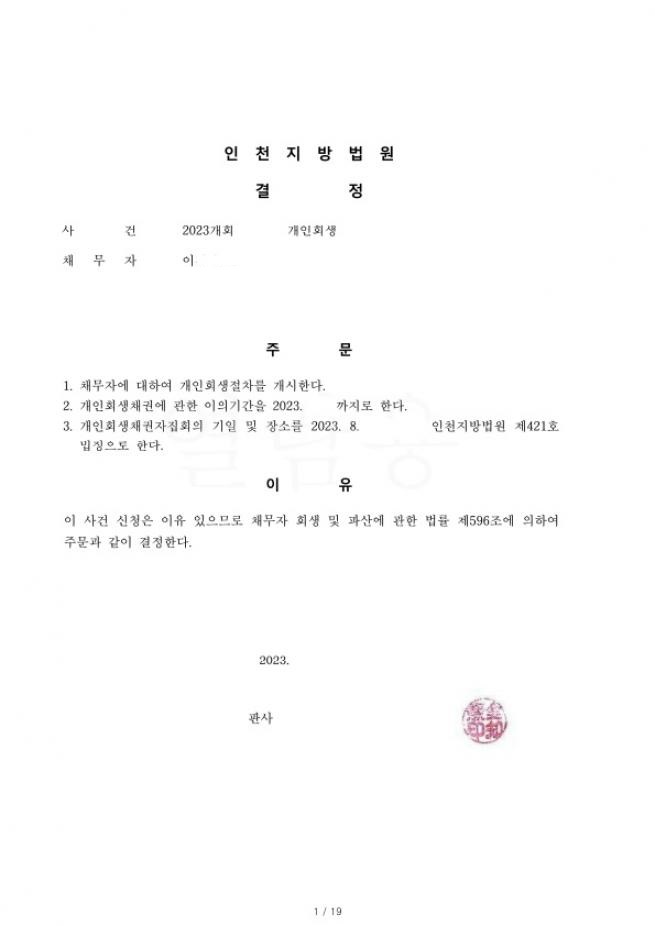 인 천 지 방 법 원
결 정
사 건 2023개회 개인회생
채 무 자 이
주 문
1. 채무자에 대하여 개인회생절차를 개시한다.
2. 개인회생채권에 관한 이의기간을 2023. 까지로 한다.
3. 개인회생채권자집회의 기일 및 장소를 2023. 8. 인천지방법원 제421호
밉징으로 한다.
열람용
이 유
이 사건 신청은 이유 있으므로 채무자 회생 및 파산에 관한 법률 제596조에 의하여
주문과 같이 결정한다.
2023.
판사
1 / 19